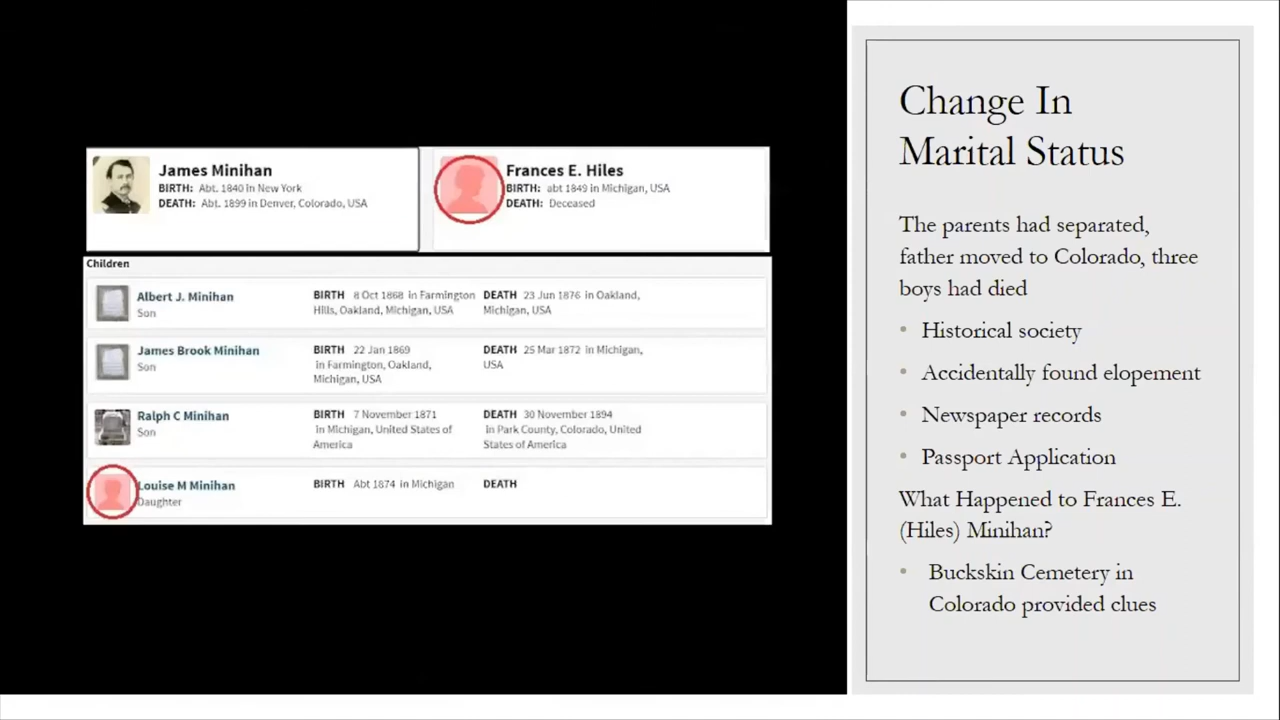 James Minihan
BIRTH: Abt. 1840 in New York
DEATH: Abt. 1899 in Denver, Colorado, USA
Frances E. Hiles
BIRTH: abt 1849 in Michigan, USA
DEATH: Deceased
Children
Albert J. Minihan
Son
BIRTH 8 Oct 1868 in Farmington
Hills, Oakland, Michigan, USA
DEATH 23 Jun 1876 in Oakland,
Michigan, USA
James Brook Minihan
Son
BIRTH 22 Jan 1869
in Farmington, Oakland,
Michigan, USA
DEATH 25 Mar 1872 in Michigan,
USA
Ralph C Minihan
Son
BIRTH 7 November 1871
in Michigan, United States of
America
DEATH 30 November 1894
in Park County, Colorado, United
States of America
Louise M Minihan
Daughter
BIRTH Abt 1874 in Michigan
DEATH
Change In
Marital Status
The parents had separated,
father moved to Colorado, three
boys had died
• Historical society
• Accidentally found elopement
• Newspaper records
• Passport Application
What Happened to Frances E.
(Hiles) Minihan?
• Buckskin Cemetery in
Colorado provided clues